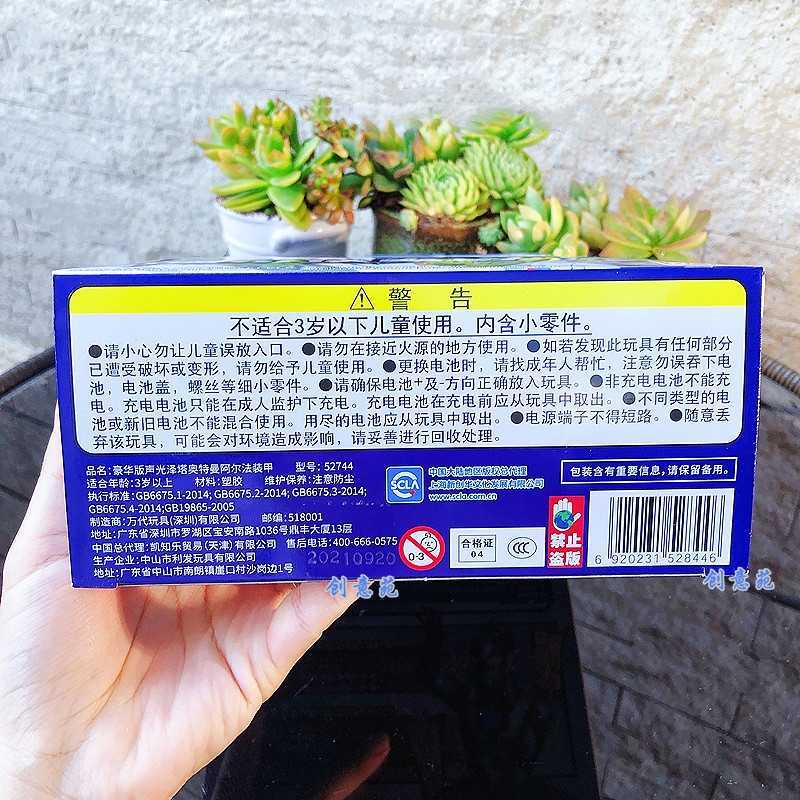 警 告
不适合3岁以下儿童使用。内含小零件。
●请小心勿让儿童误放入口。●请勿在接近火源的地方使用。●如若发现此玩具有任何部分
已遭受破坏或变形，请勿给予儿童使用。●更换电池时，请找成年人帮忙，注意勿误吞下电
池，电池盖，螺丝等细小零件。●请确保电池+及-方向正确放入玩具。●非充电电池不能充
电。充电电池只能在成人监护下充电。充电电池在充电前应从玩具中取出。●不同类型的电
池或新旧电池不能混合使用。用尽的电池应从玩具中取出。●电源端子不得短路。●随意丢
弃该玩具，可能会对环境造成影响，请妥善进行回收处理。
品名：豪华版声光泽塔奥特曼阿尔法装甲 型号：52744
适合年龄：3岁以上 材料：塑胶 维护保养：注意防尘
执行标准：GB6675.1-2014；GB6675.2-2014；GB6675.3-2014；
GB6675.4-2014；GB19865-2005
制造商：万代玩具(深圳)有限公司 邮编：518001
地址：广东省深圳市罗湖区宝安南路1036号鼎丰大厦13层
中国总代理：凯知乐贸易(天津)有限公司 售后电话：400-666-0575
生产企业：中山市利发玩具有限公司
地址：广东省中山市南朗镇崖口村沙岗边1号
20210920
SCLA
中国大陆地区版权总代理
上海新创华文化发展有限公司
www.scla.com.cn
包装含有重要信息，请保留备用。
0-3
合格证
04
CCC
禁止
盗版
6 920231 528446
创意苑
创意苑